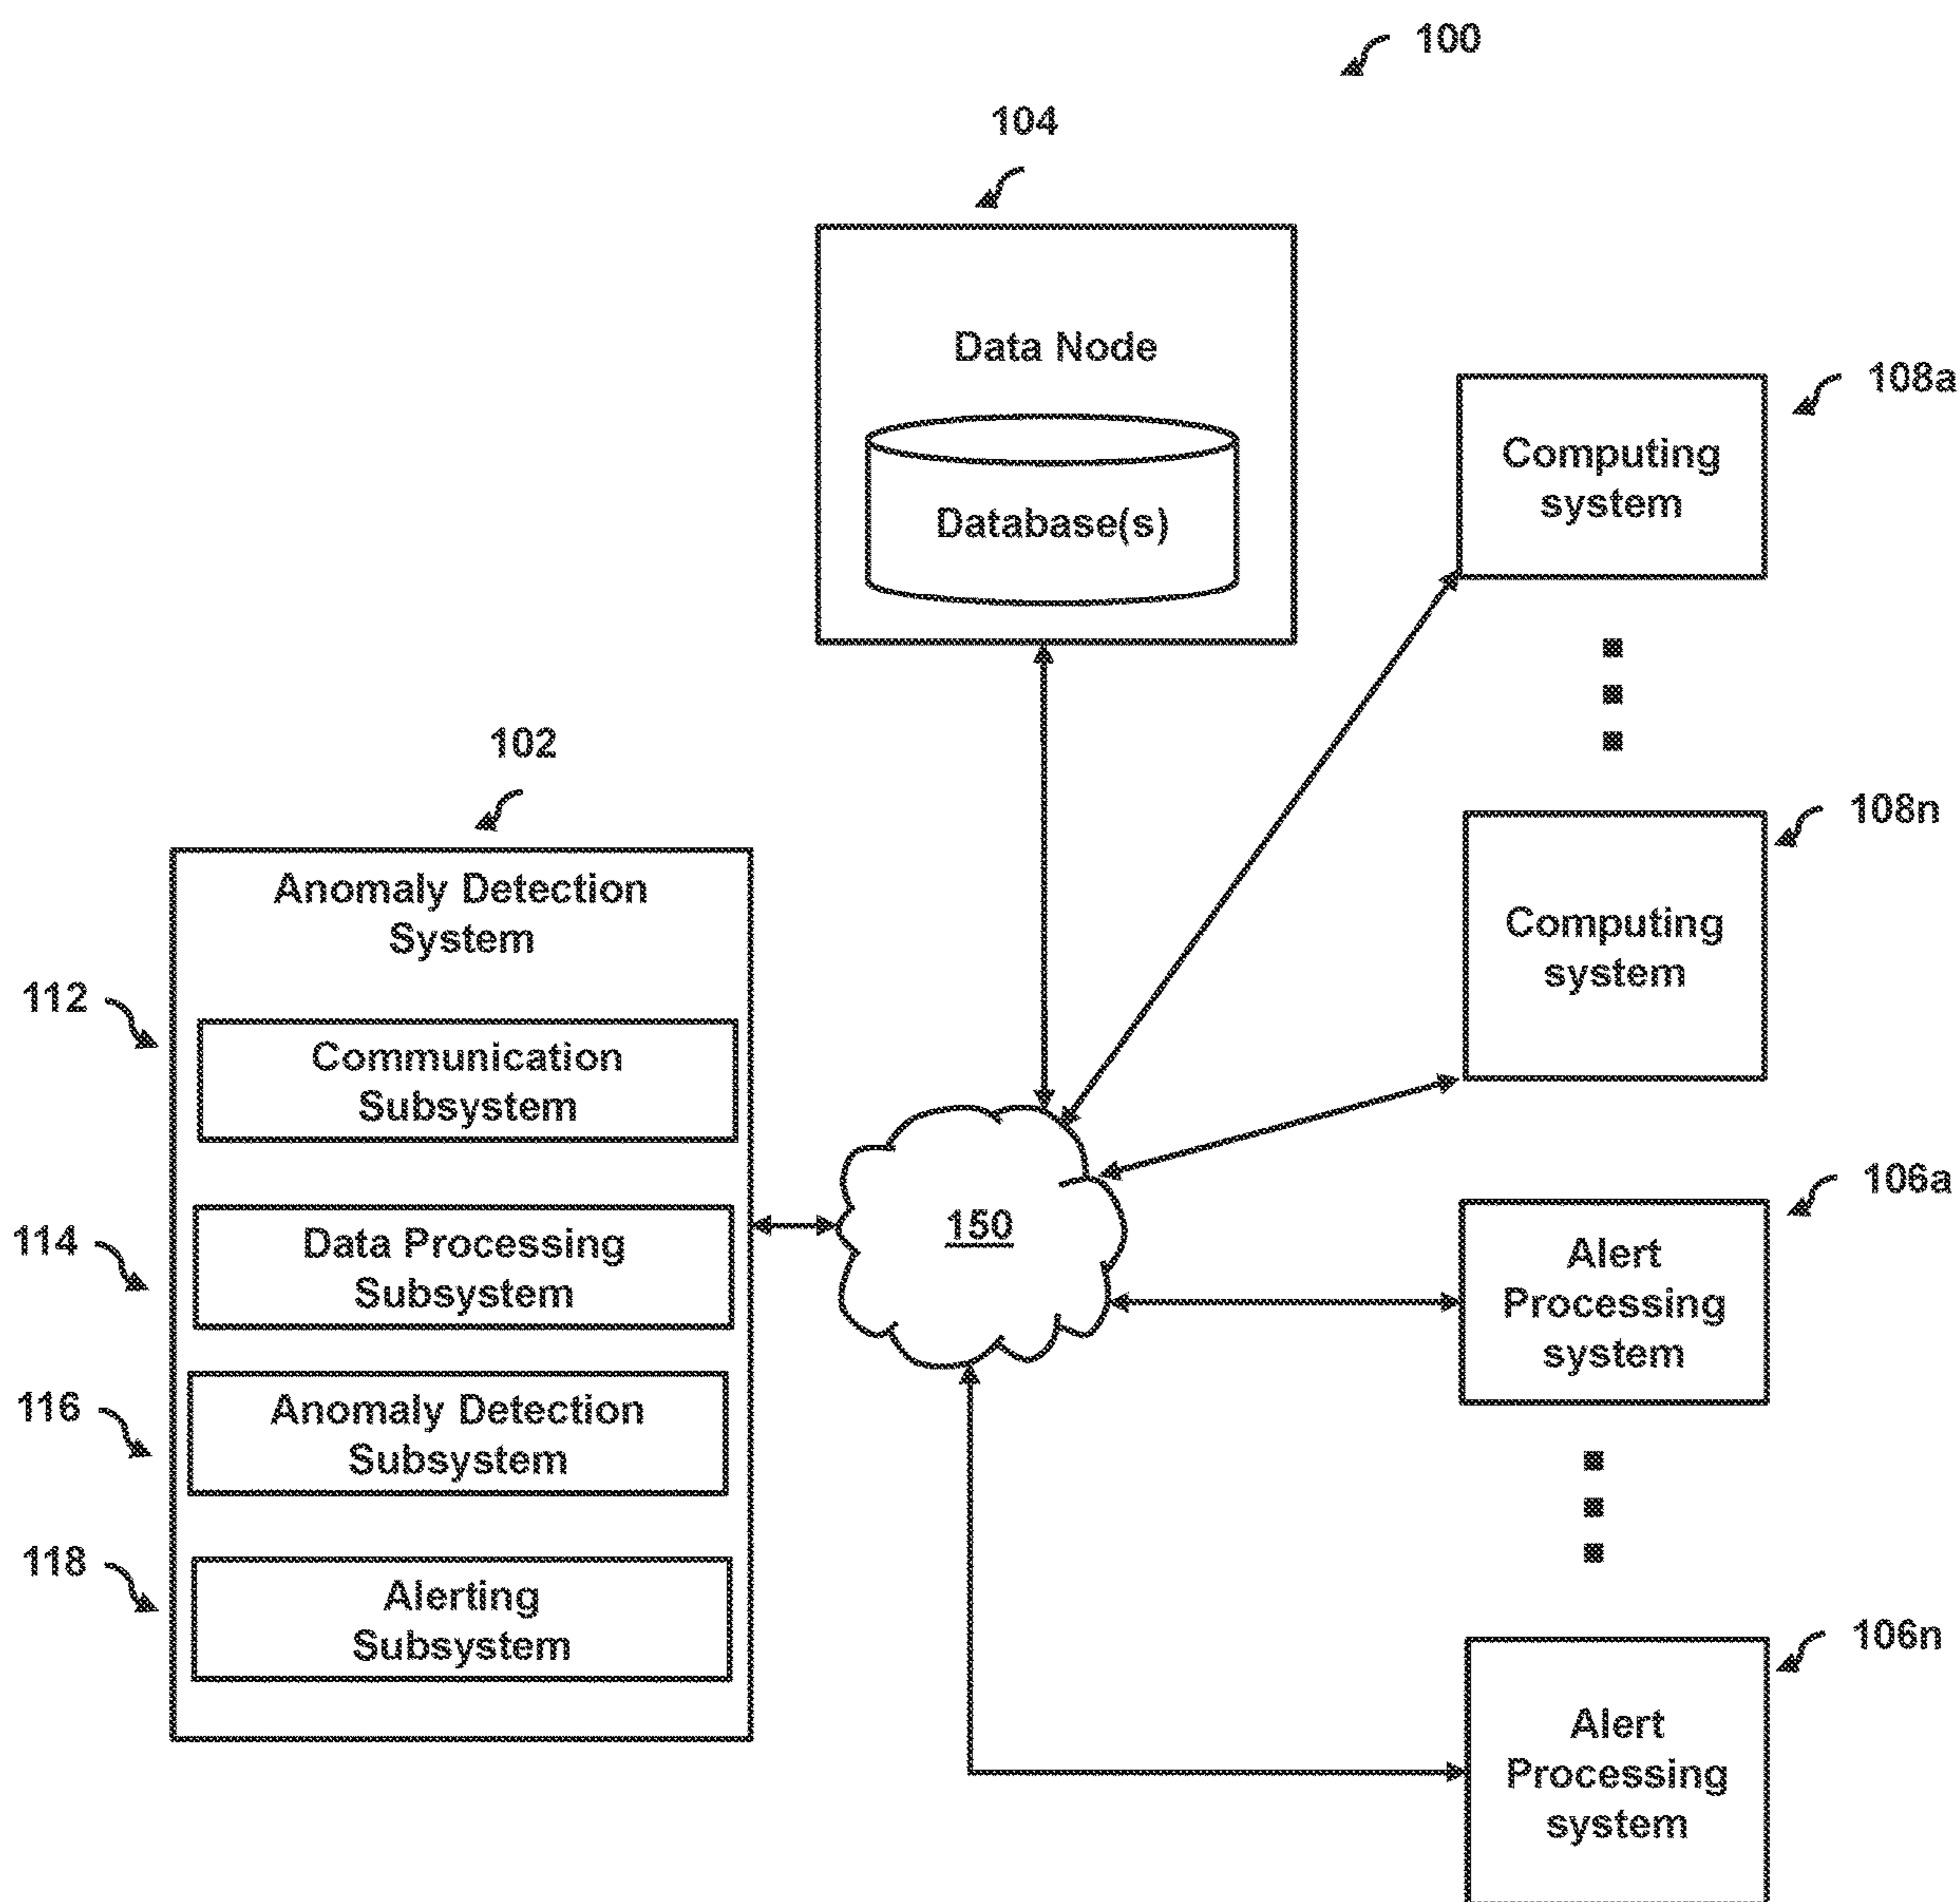 100
104
Data Node
Database(s)
108a
Computing
system
108n
Computing
system
102
Anomaly Detection
System
112
Communication
Subsystem
114
Data Processing
Subsystem
116
Anomaly Detection
Subsystem
118
Alerting
Subsystem
150
106a
Alert
Processing
system
106n
Alert
Processing
system